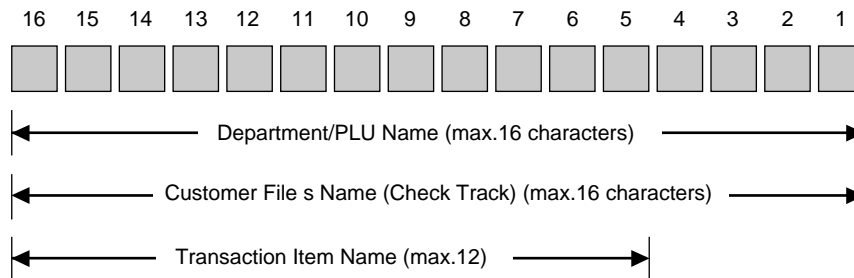 16 15 14 13 12 11 10 9 8 7 6 5 4 3 2 1
Department/PLU Name (max.16 characters)
Customer File s Name (Check Track) (max.16 characters)
Transaction Item Name (max.12)